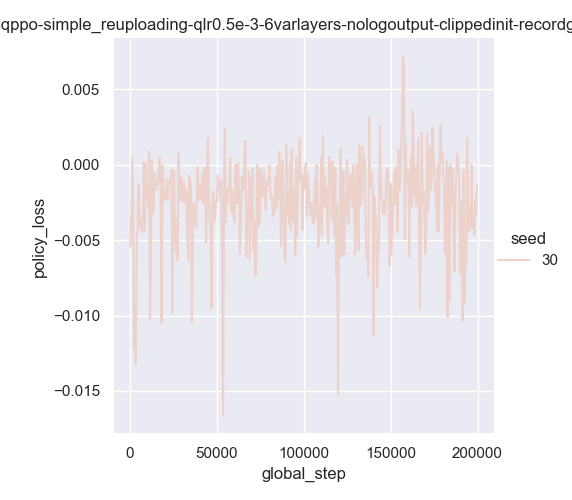 qppo-simple_reuploading-qlr0.5e-3-6varlayers-nologoutput-clippedinit-recordg
0.005
0.000
−0.005
−0.010
−0.015
policy_loss
0
50000
100000
150000
200000
global_step
seed
30